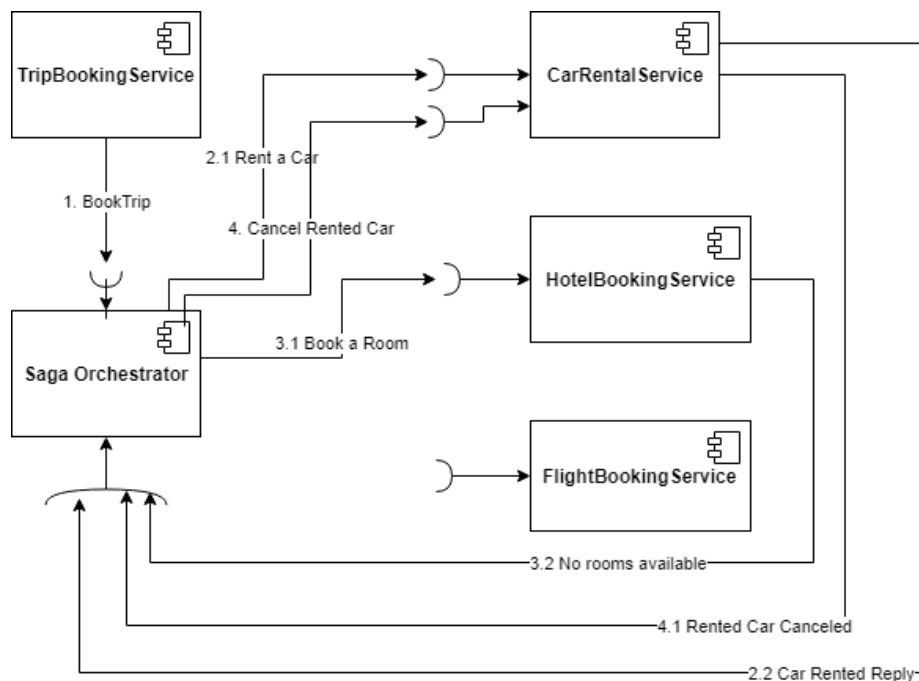 TripBookingService
CarRentalService
2.1 Rent a Car
1. BookTrip
4. Cancel Rented Car
HotelBookingService
3.1 Book a Room
Saga Orchestrator
FlightBookingService
3.2 No rooms available
4.1 Rented Car Canceled
2.2 Car Rented Reply